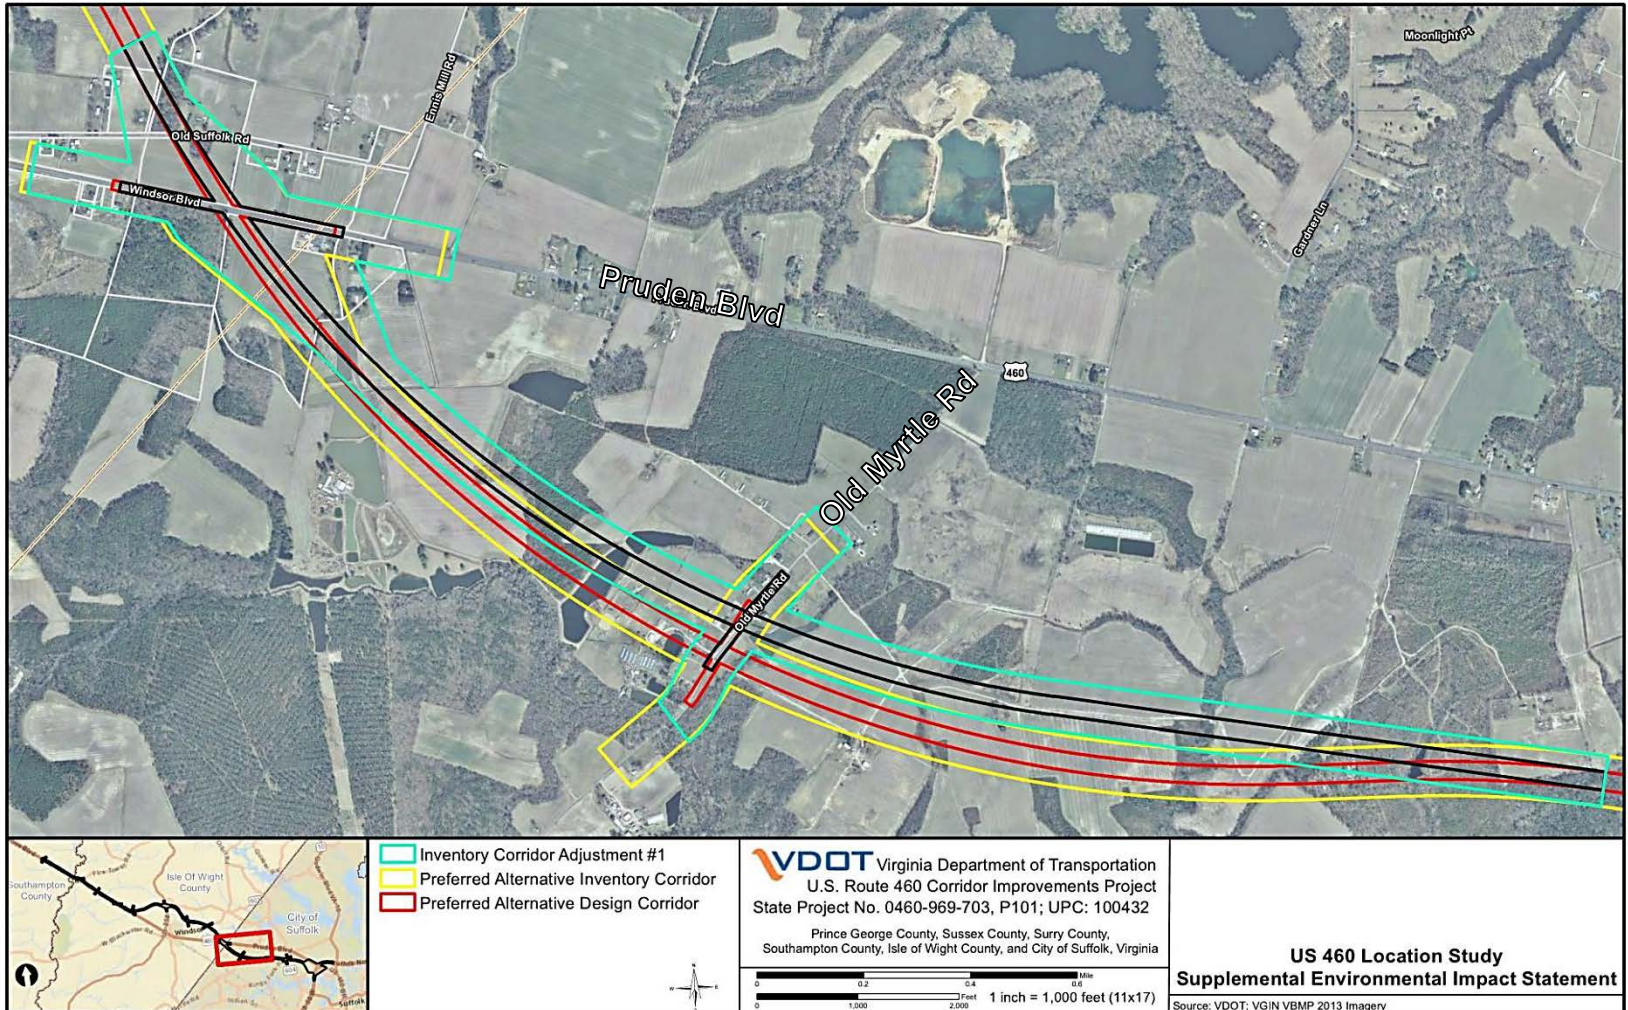 Moonlight Pt
Ennis Mill Rd
Old Suffolk Rd
Windsor Blvd
Gardner Ln
Pruden Blvd
460
Old Myrtle Rd
Old Myrtle Rd
Inventory Corridor Adjustment #1
Preferred Alternative Inventory Corridor
Preferred Alternative Design Corridor
VDOT Virginia Department of Transportation
U.S. Route 460 Corridor Improvements Project
State Project No. 0460-969-703, P101; UPC: 100432
Prince George County, Sussex County, Surry County,
Southampton County, Isle of Wight County, and City of Suffolk, Virginia
Mile
0 0.2 0.4 0.6
Feet
0 1,000 2,000
1 inch = 1,000 feet (11x17)
US 460 Location Study
Supplemental Environmental Impact Statement
Source: VDOT; VGIN VBMP 2013 Imagery
Southampton
County
Isle Of Wight
County
City of
Suffolk
Windsor
Suffolk
N
W E
S